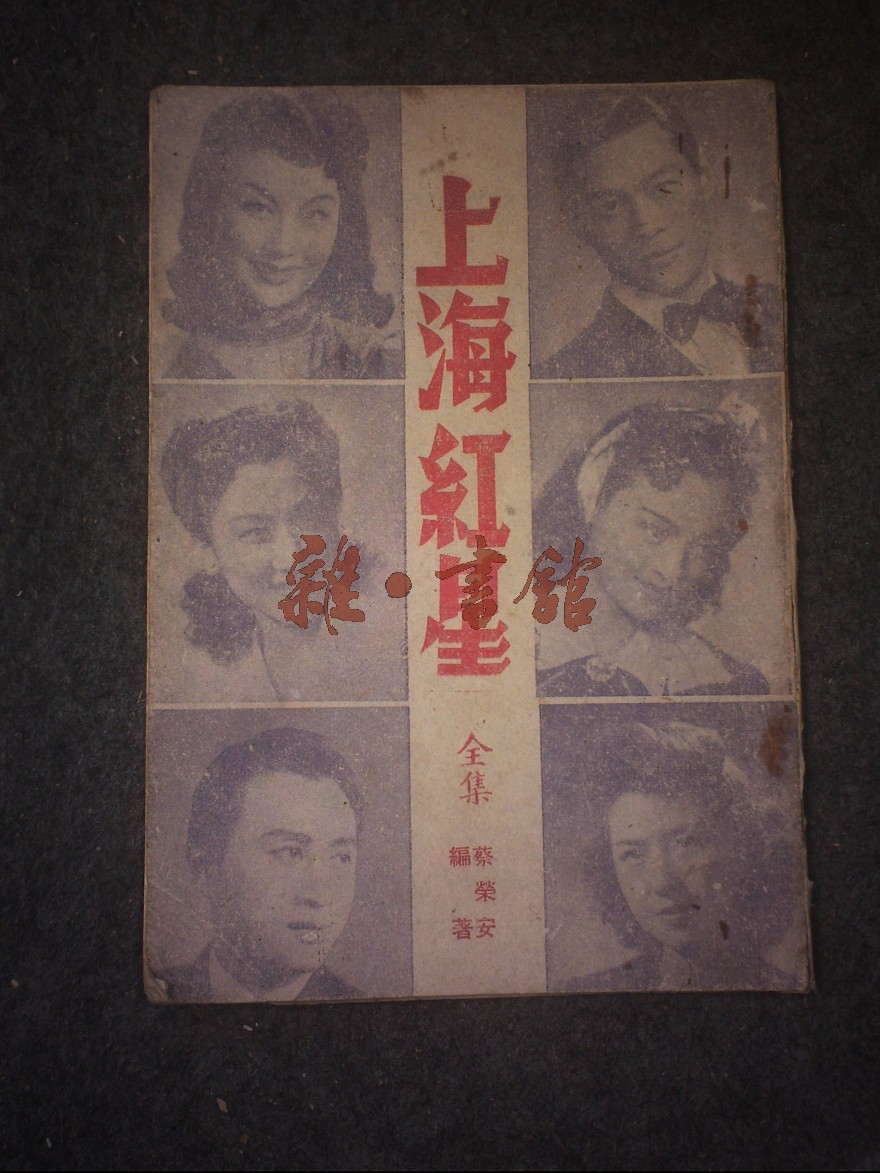 上海紅星
全集
蔡榮安
編著
雜·書館